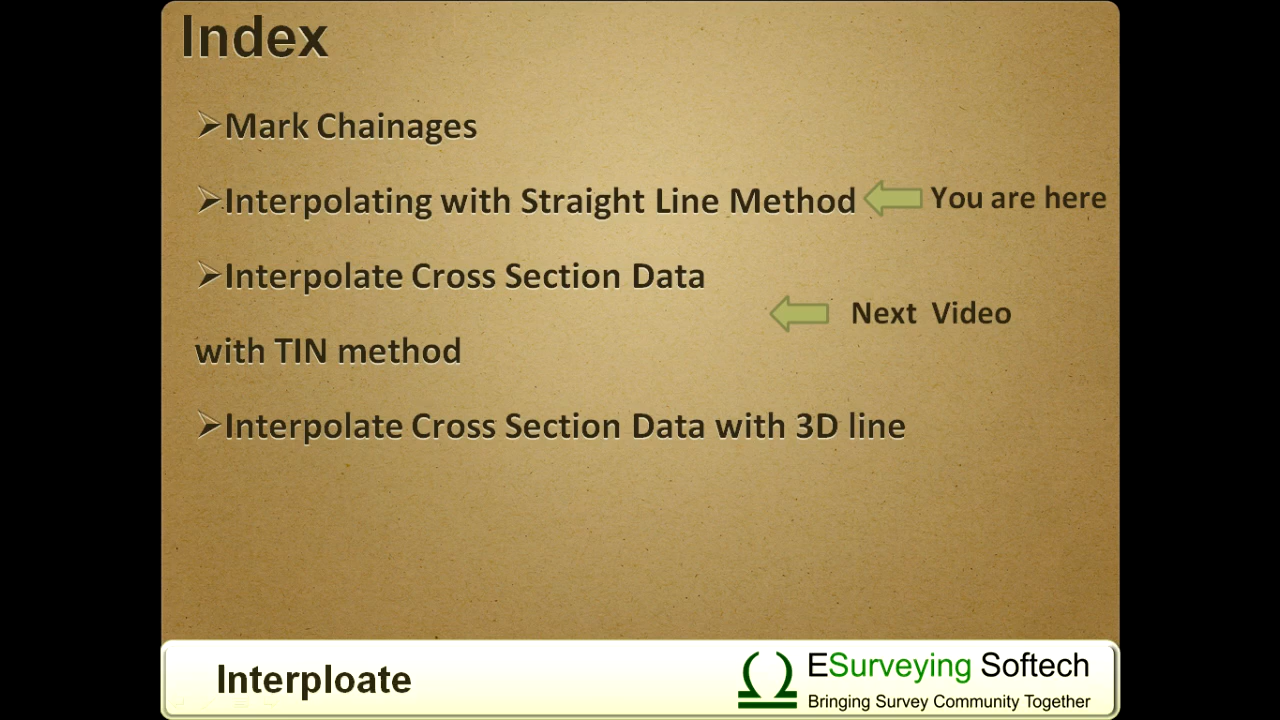 Index
Mark Chainages
Interpolating with Straight Line Method You are here
Interpolate Cross Section Data
Next Video
with TIN method
Interpolate Cross Section Data with 3D line
Interploate
ESurveying Softech
Bringing Survey Community Together